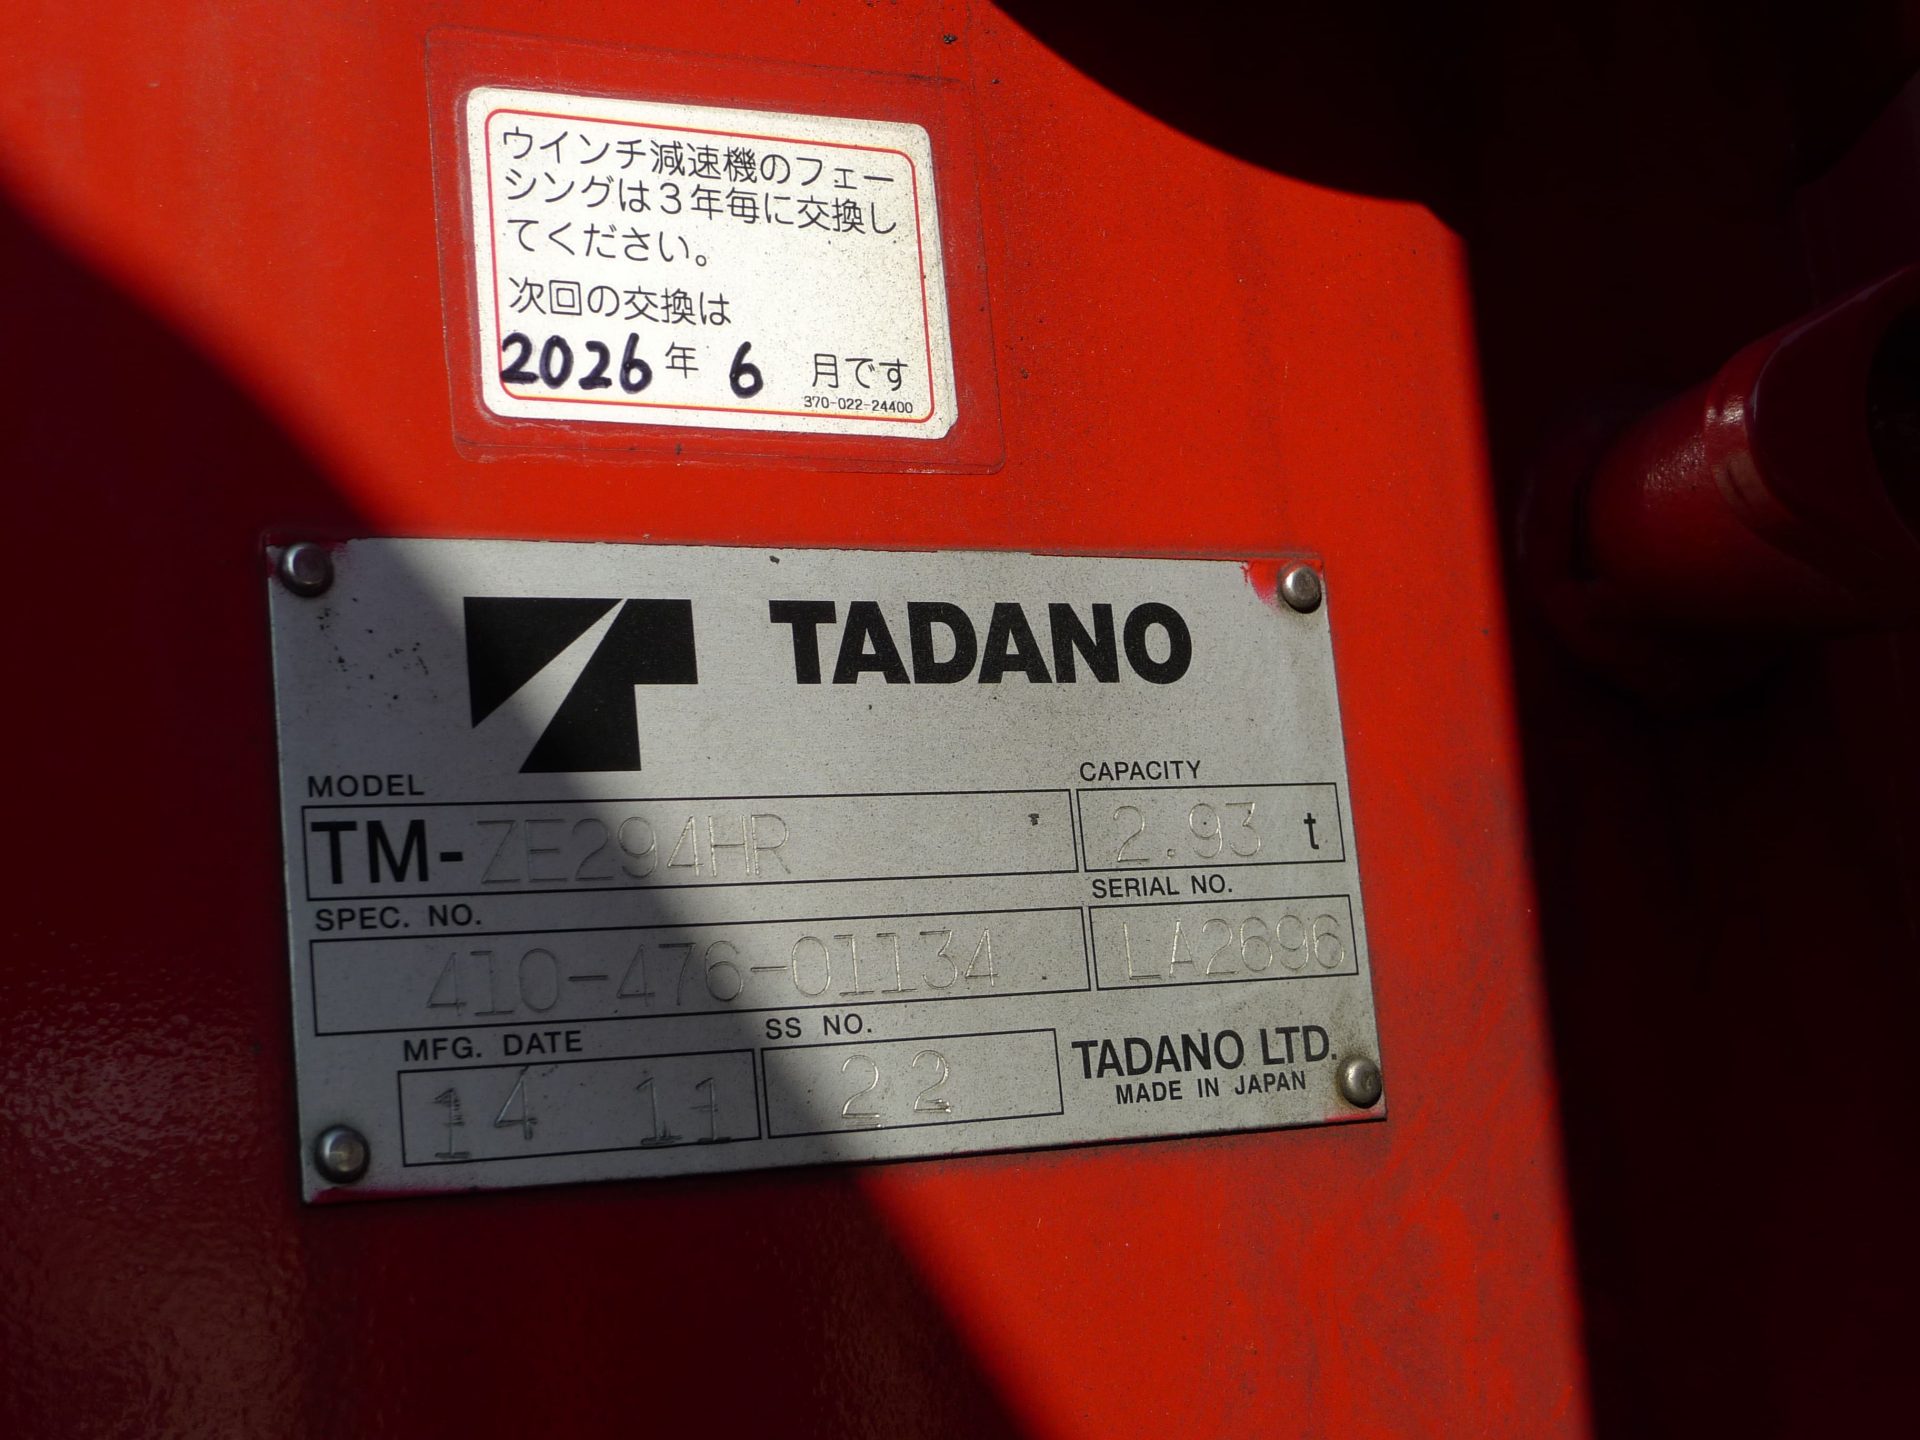 ウインチ減速機のフェー
シングは3年毎に交換し
てください。
次回の交換は
2026年 6 月です
370-022-24400
TADANO
MODEL
TM-ZE294HR
CAPACITY
2.93 t
SPEC. NO.
410-476-01134
SERIAL NO.
LA2696
MFG. DATE
14 11
SS NO.
22
TADANO LTD.
MADE IN JAPAN